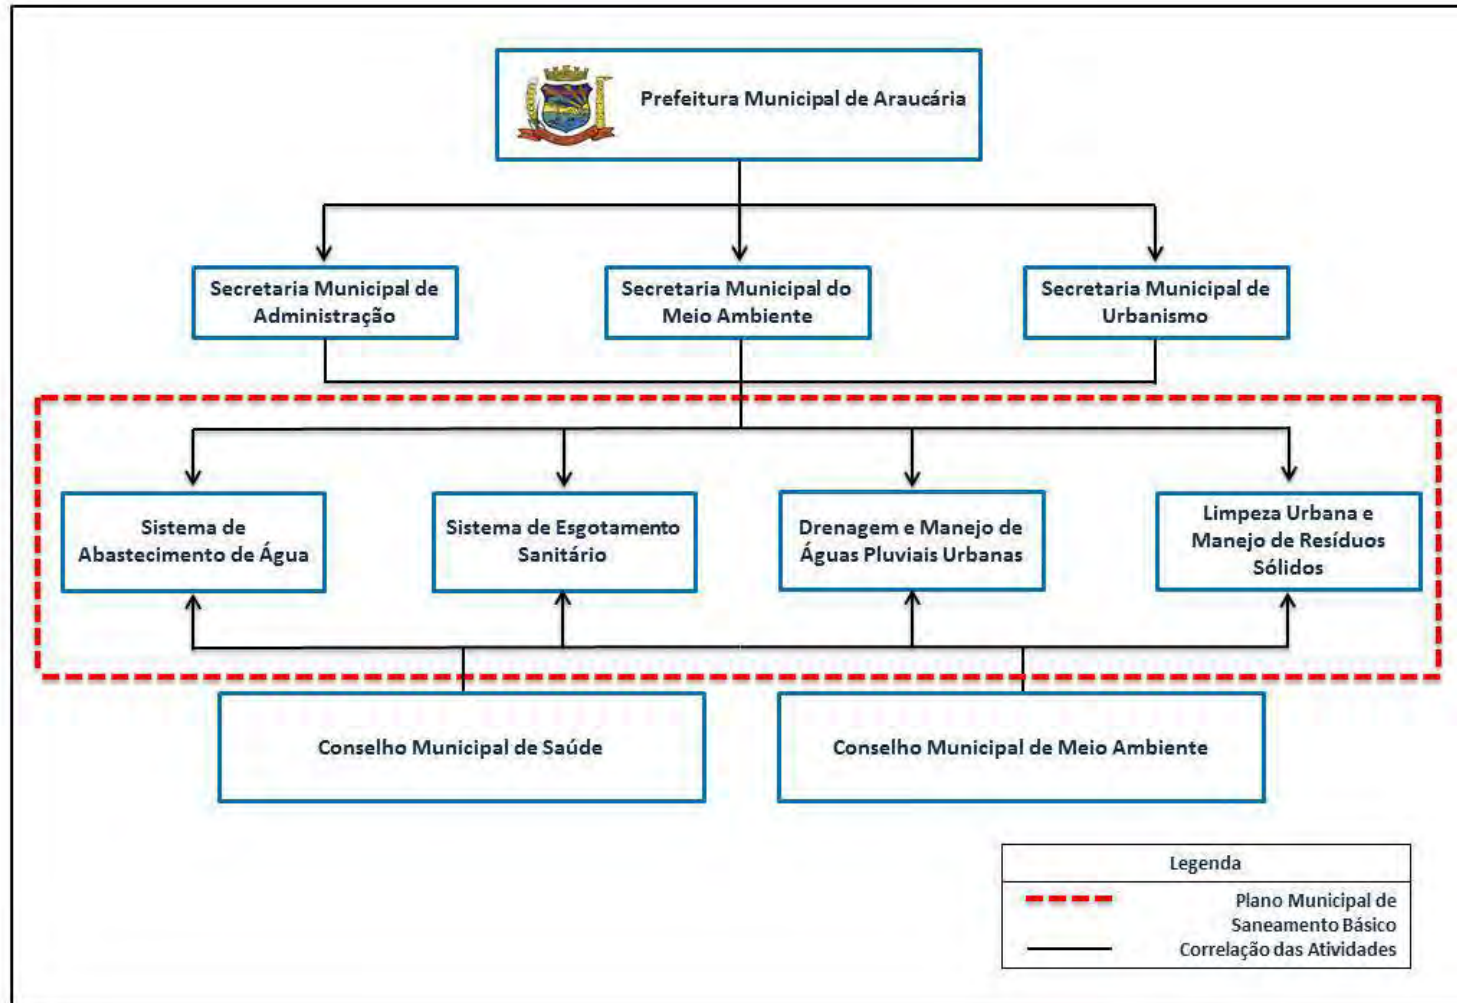 Prefeitura Municipal de Araucária
Secretaria Municipal de
Administração
Secretaria Municipal do
Meio Ambiente
Secretaria Municipal de
Urbanismo
Sistema de
Abastecimento de Água
Sistema de Esgotamento
Sanitário
Drenagem e Manejo de
Águas Pluviais Urbanas
Limpeza Urbana e
Manejo de Resíduos
Sólidos
Conselho Municipal de Saúde
Conselho Municipal de Meio Ambiente
Legenda
Plano Municipal de
Saneamento Básico
Correlação das Atividades